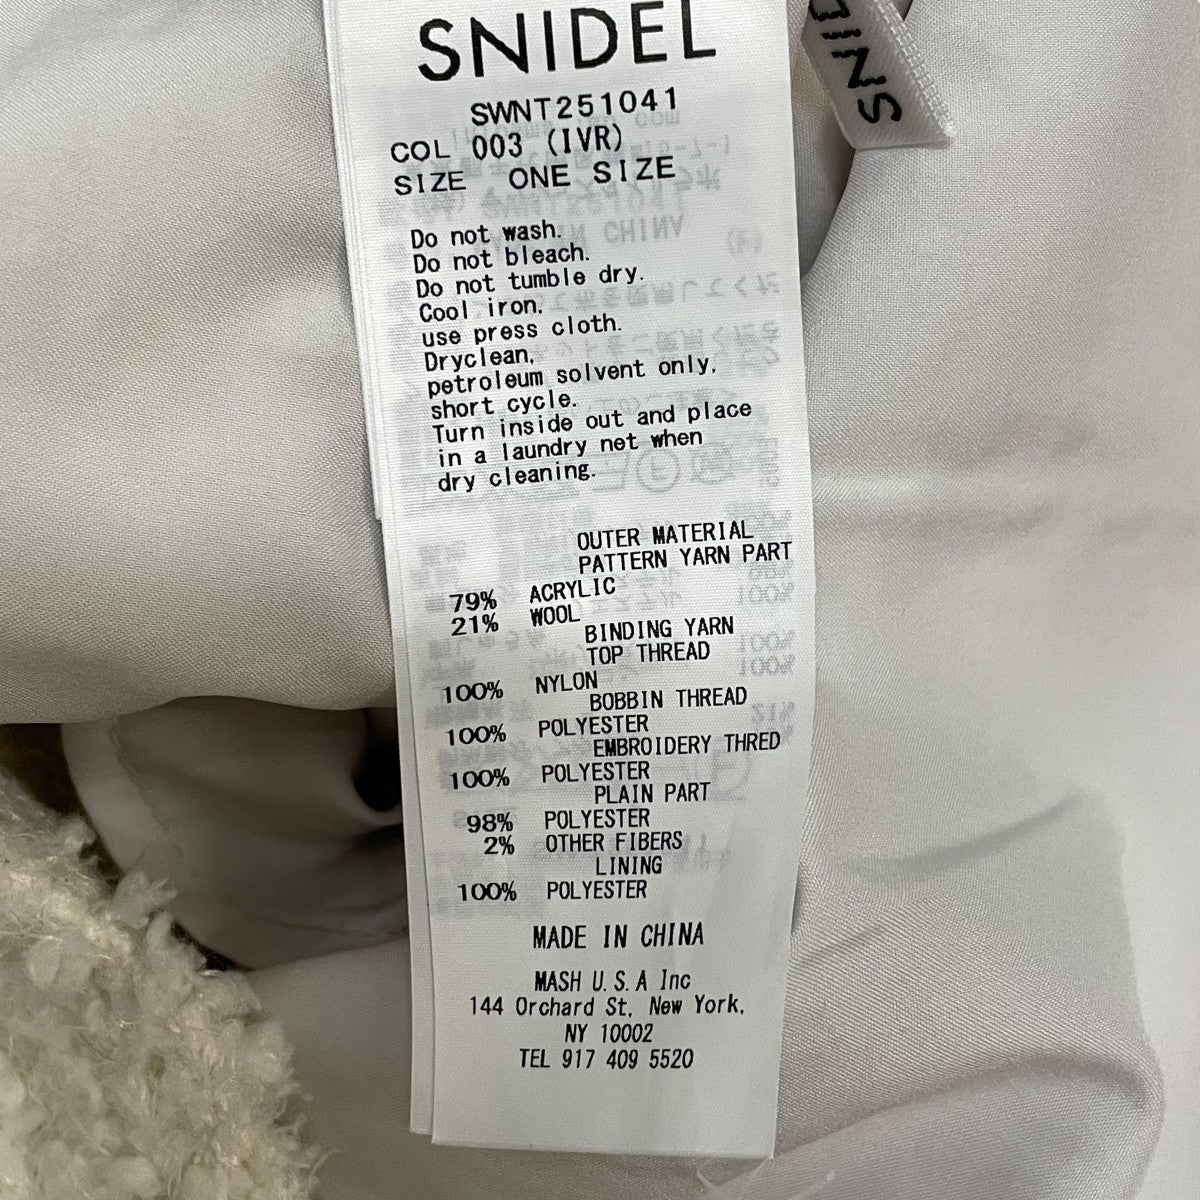 SNIDEL
SWNT251041
COL 003 (IVR)
SIZE ONE SIZE
Do not wash.
Do not bleach.
Do not tumble dry.
Cool iron.
use press cloth.
Dryclean,
petroleum solvent only,
short cycle.
Turn inside out and place
in a laundry net when
dry cleaning.
OUTER MATERIAL
PATTERN YARN PART
79% ACRYLIC
21% WOOL
BINDING YARN
TOP THREAD
100% NYLON
BOBBIN THREAD
100% POLYESTER
EMBROIDERY THRED
100% POLYESTER
PLAIN PART
98% POLYESTER
2% OTHER FIBERS
LINING
100% POLYESTER
MADE IN CHINA
MASH U.S.A Inc
144 Orchard St, New York,
NY 10002
TEL 917 409 5520
SNID